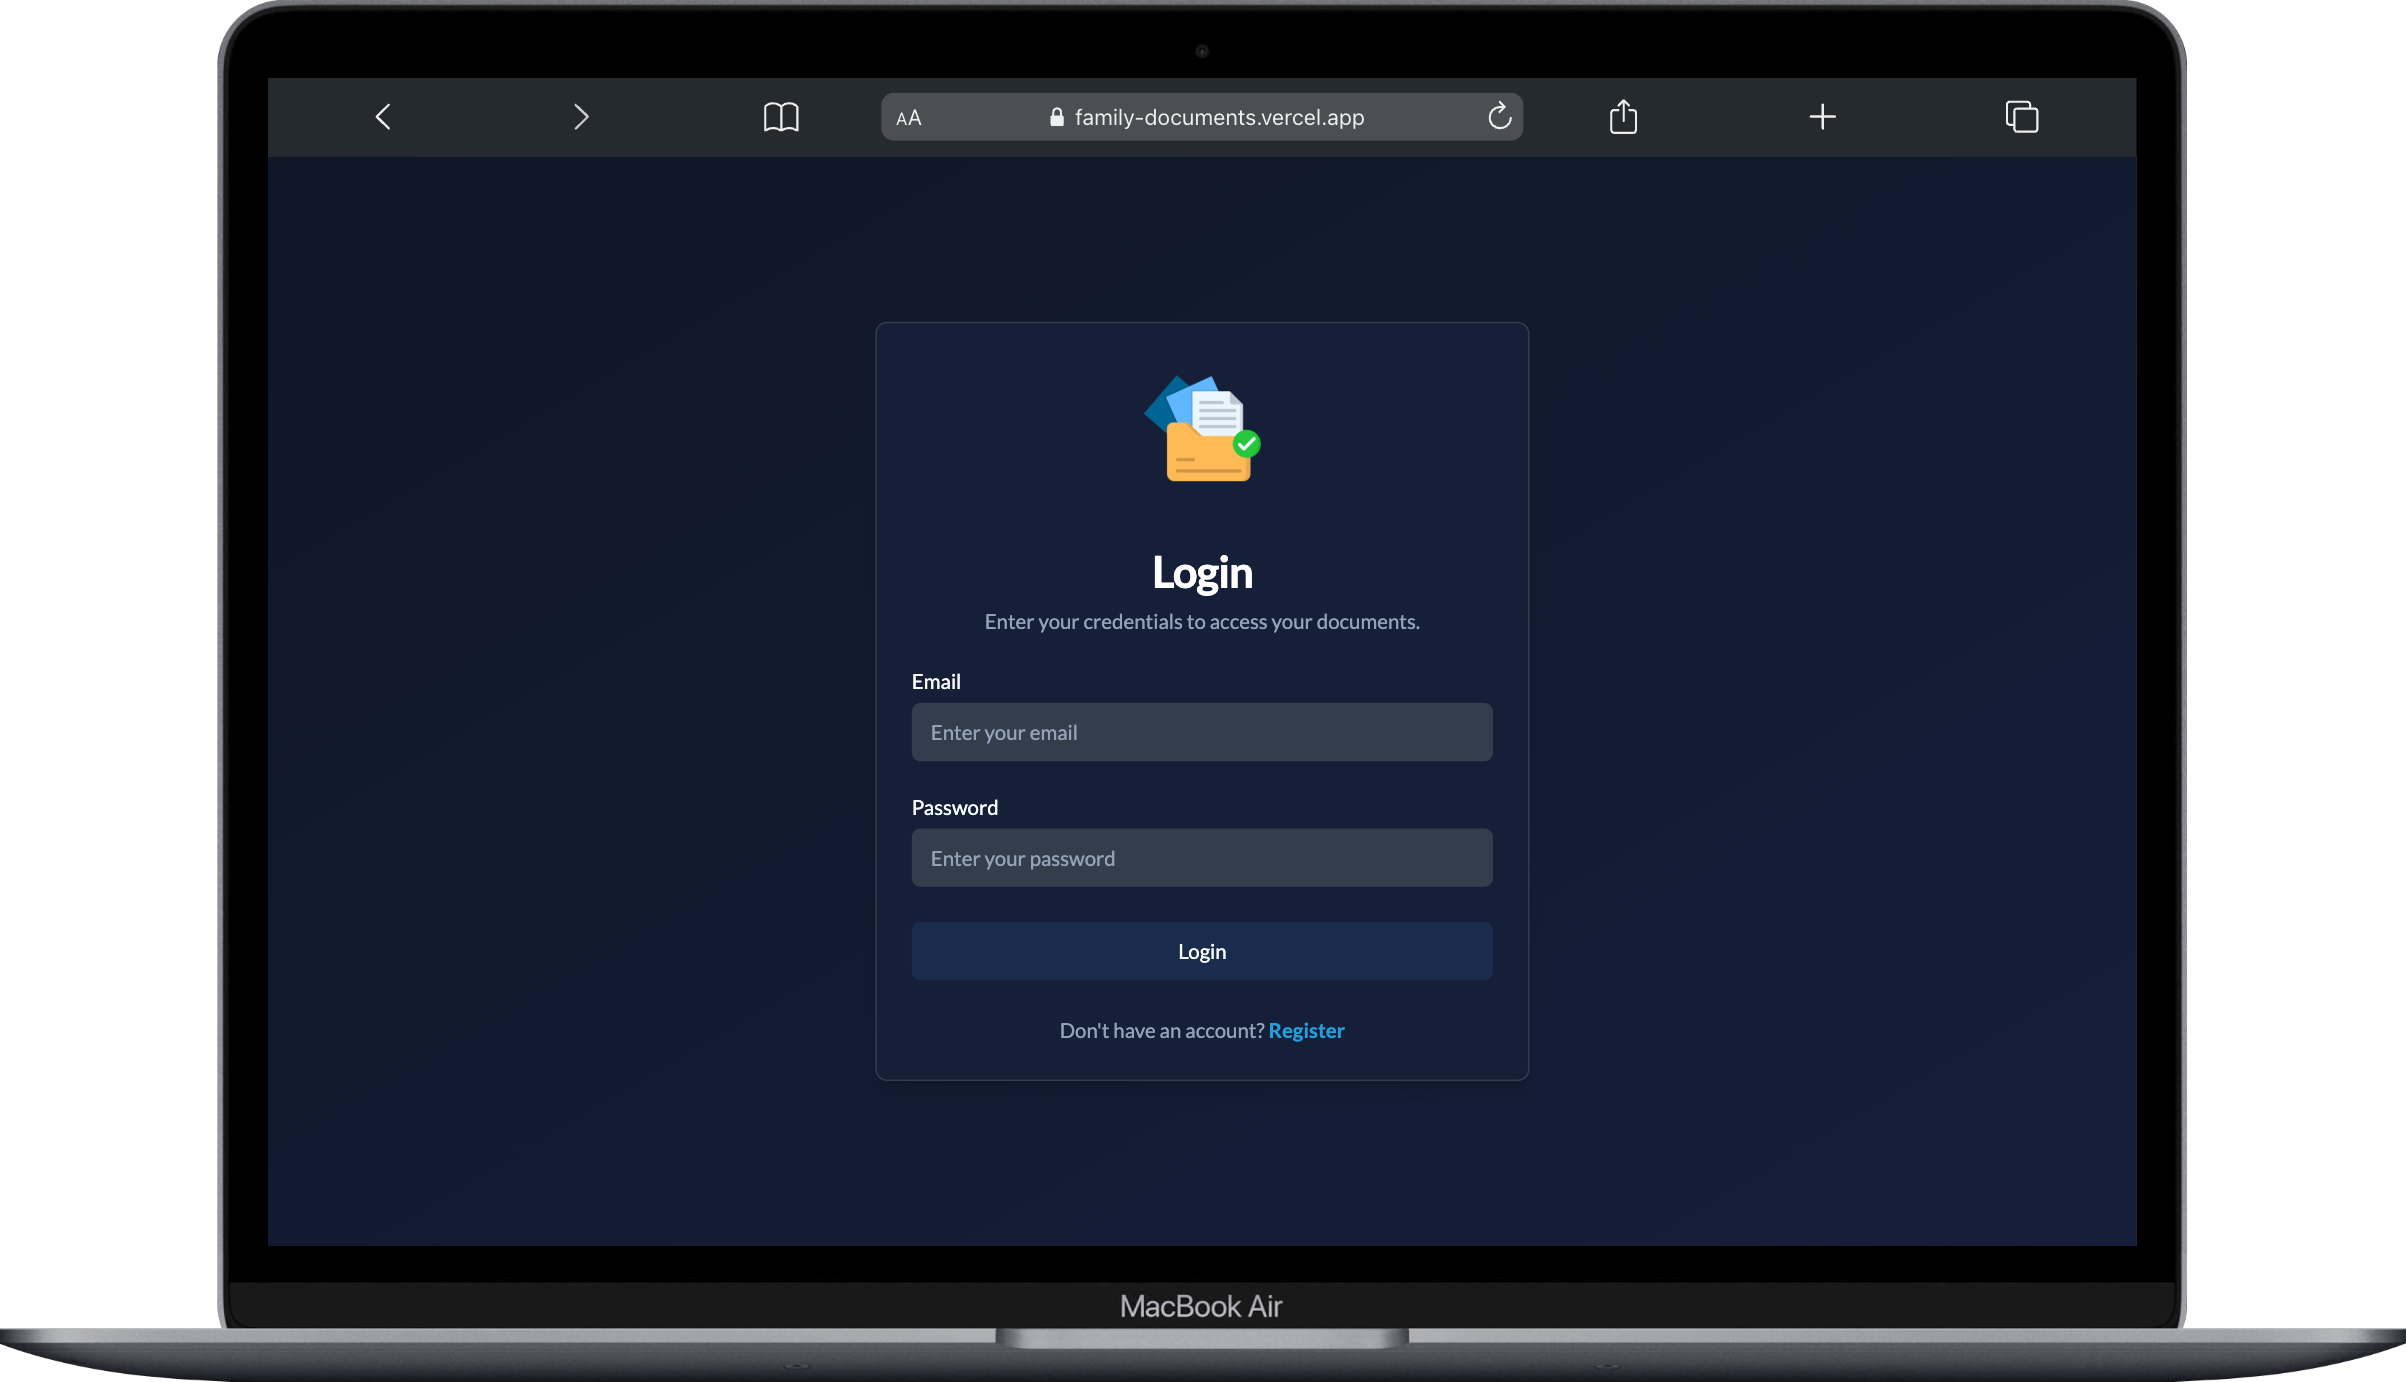 AA family-documents.vercel.app
Login
Enter your credentials to access your documents.
Email
Enter your email
Password
Enter your password
Login
Don't have an account? Register
MacBook Air